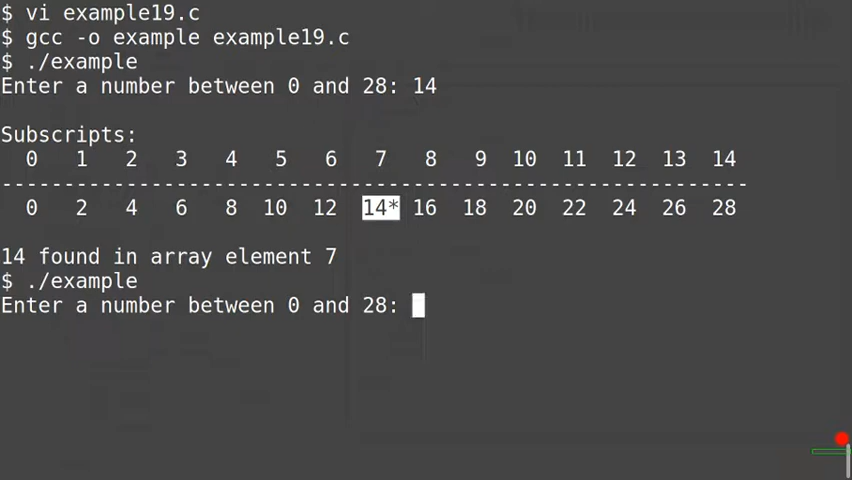 $ vi example19.c
$ gcc -o example example19.c
$ ./example
Enter a number between 0 and 28: 14
Subscripts:
0 1 2 3 4 5 6 7 8 9 10 11 12 13 14
------------------------------------------------------------
0 2 4 6 8 10 12 14* 16 18 20 22 24 26 28
14 found in array element 7
$ ./example
Enter a number between 0 and 28: